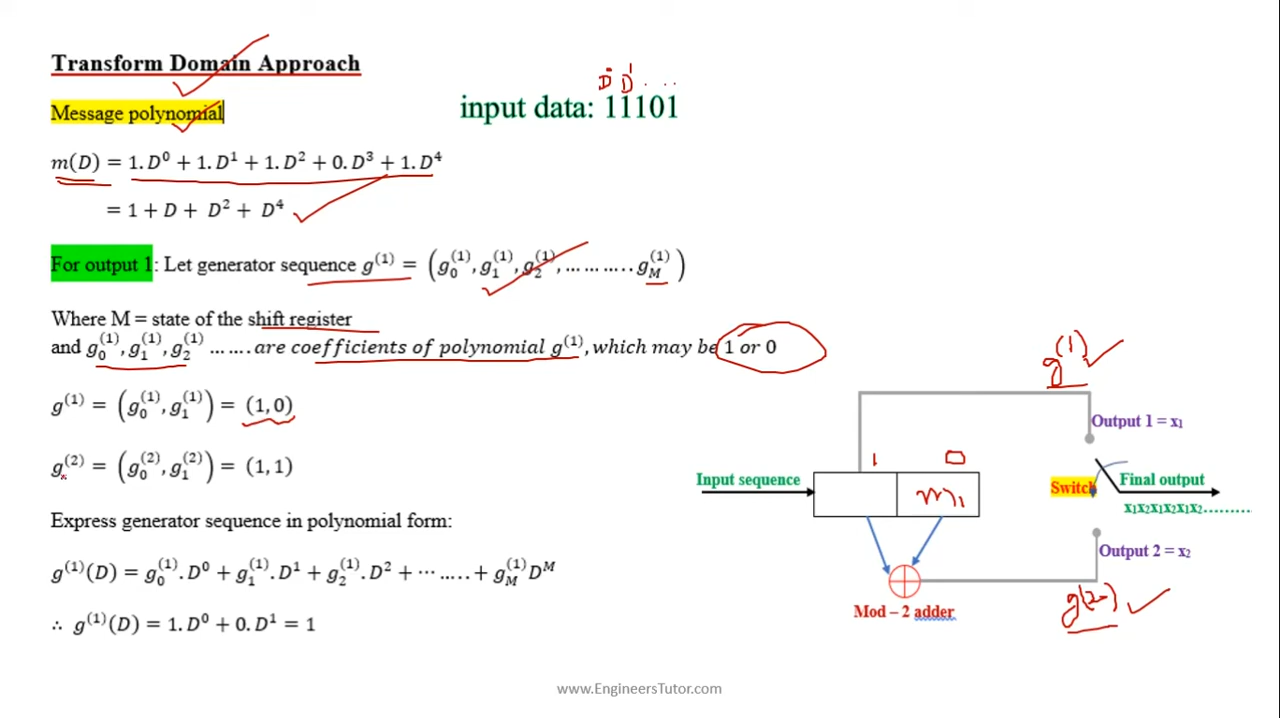 Transform Domain Approach
D⁰ D¹ . . . .
input data: 11101
Message polynomial
m(D) = 1.D⁰ + 1.D¹ + 1.D² + 0.D³ + 1.D⁴
= 1 + D + D² + D⁴
For output 1: Let generator sequence g⁽¹⁾ = (g₀⁽¹⁾, g₁⁽¹⁾, g₂⁽¹⁾, … … … .. g_M⁽¹⁾)
Where M = state of the shift register
and g₀⁽¹⁾, g₁⁽¹⁾, g₂⁽¹⁾ … … . are coefficients of polynomial g⁽¹⁾, which may be 1 or 0
g⁽¹⁾ = (g₀⁽¹⁾, g₁⁽¹⁾) = (1, 0)
g⁽²⁾ = (g₀⁽²⁾, g₁⁽²⁾) = (1, 1)
Express generator sequence in polynomial form:
g⁽¹⁾(D) = g₀⁽¹⁾.D⁰ + g₁⁽¹⁾.D¹ + g₂⁽¹⁾.D² + ⋯ … .. + g_M⁽¹⁾D^M
∴ g⁽¹⁾(D) = 1.D⁰ + 0.D¹ = 1
g⁽¹⁾
Output 1 = x₁
1 0
Input sequence
m₁
Switch
Final output
x₁x₂x₁x₂x₁x₂.........
Output 2 = x₂
Mod – 2 adder
g⁽²⁾
www.EngineersTutor.com